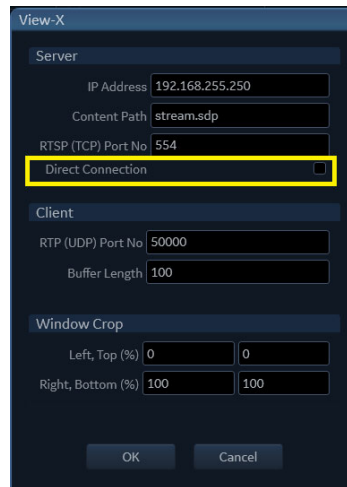 View-X
Server
IP Address 192.168.255.250
Content Path stream.sdp
RTSP (TCP) Port No 554
Direct Connection
Client
RTP (UDP) Port No 50000
Buffer Length 100
Window Crop
Left, Top (%) 0 0
Right, Bottom (%) 100 100
OK Cancel